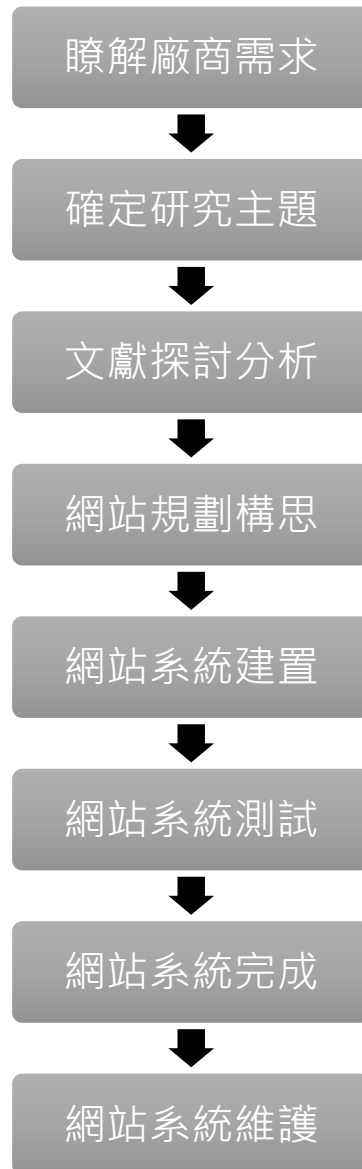 瞭解廠商需求
確定研究主題
文獻探討分析
網站規劃構思
網站系統建置
網站系統測試
網站系統完成
網站系統維護